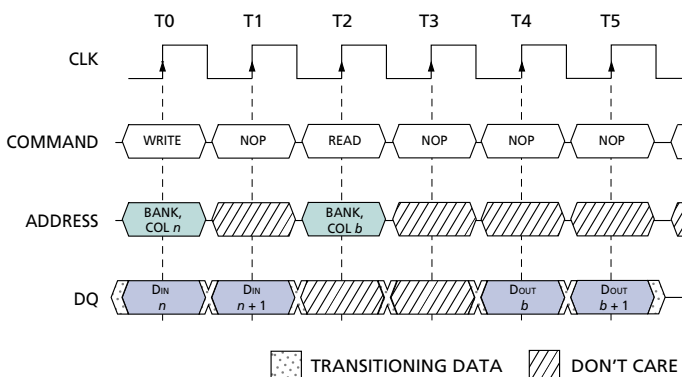 T0 T1 T2 T3 T4 T5
CLK
COMMAND WRITE NOP READ NOP NOP NOP
ADDRESS BANK, COL n BANK, COL b
DQ DIN n DIN n + 1 DOUT b DOUT b + 1
TRANSITIONING DATA DON'T CARE